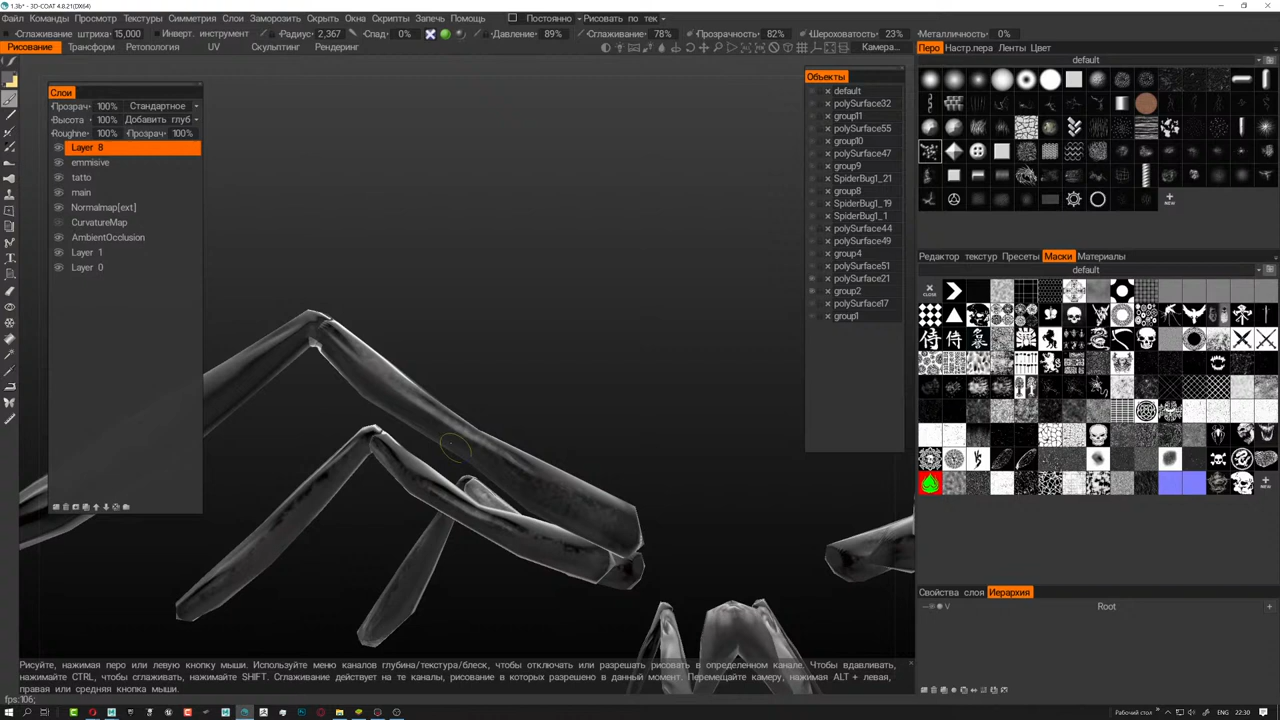 1.3b* - 3D-COAT 4.8.21(DX64)
Файл Команды Просмотр Текстуры Симметрия Слои Заморозить Скрыть Окна Скрипты Запечь Помощь Постоянно Рисовать по тек
Сглаживание штриха 15,000 Инверт. инструмент Радиус 2,367 Спад 0% Давление 89% Сглаживание 78% Прозрачность 82% Шероховатость 23% Металличность 0%
Рисование Трансформ Ретопология UV Скульптинг Рендеринг Камера...
Перо Настр.пера Ленты Цвет
default
Слои
Прозрач 100% Стандартное
Высота 100% Добавить глуб
Roughne 100% Прозрач 100%
Layer 8
emmisive
tatto
main
Normalmap[ext]
CurvatureMap
AmbientOcclusion
Layer 1
Layer 0
Объекты
default
polySurface32
group11
polySurface55
group10
polySurface47
group9
SpiderBug1_21
group8
SpiderBug1_19
SpiderBug1_1
polySurface44
polySurface49
group4
polySurface51
polySurface21
group2
polySurface17
group1
NEW
Редактор текстур Пресеты Маски Материалы
default
CLOSE
NEW
Свойства слоя Иерархия
V Root
Рисуйте, нажимая перо или левую кнопку мыши. Используйте меню каналов глубина/текстура/блеск, чтобы отключить или разрешать рисовать в определенном канале. Чтобы вдавливать,
нажимайте CTRL, чтобы сглаживать, нажимайте SHIFT. Сглаживание действует на те каналы, рисование в которых разрешено в данный момент. Перемещайте камеру, нажимая ALT + левая,
правая или средняя кнопка мыши.
fps:106;
Рабочий стол ENG 22:30